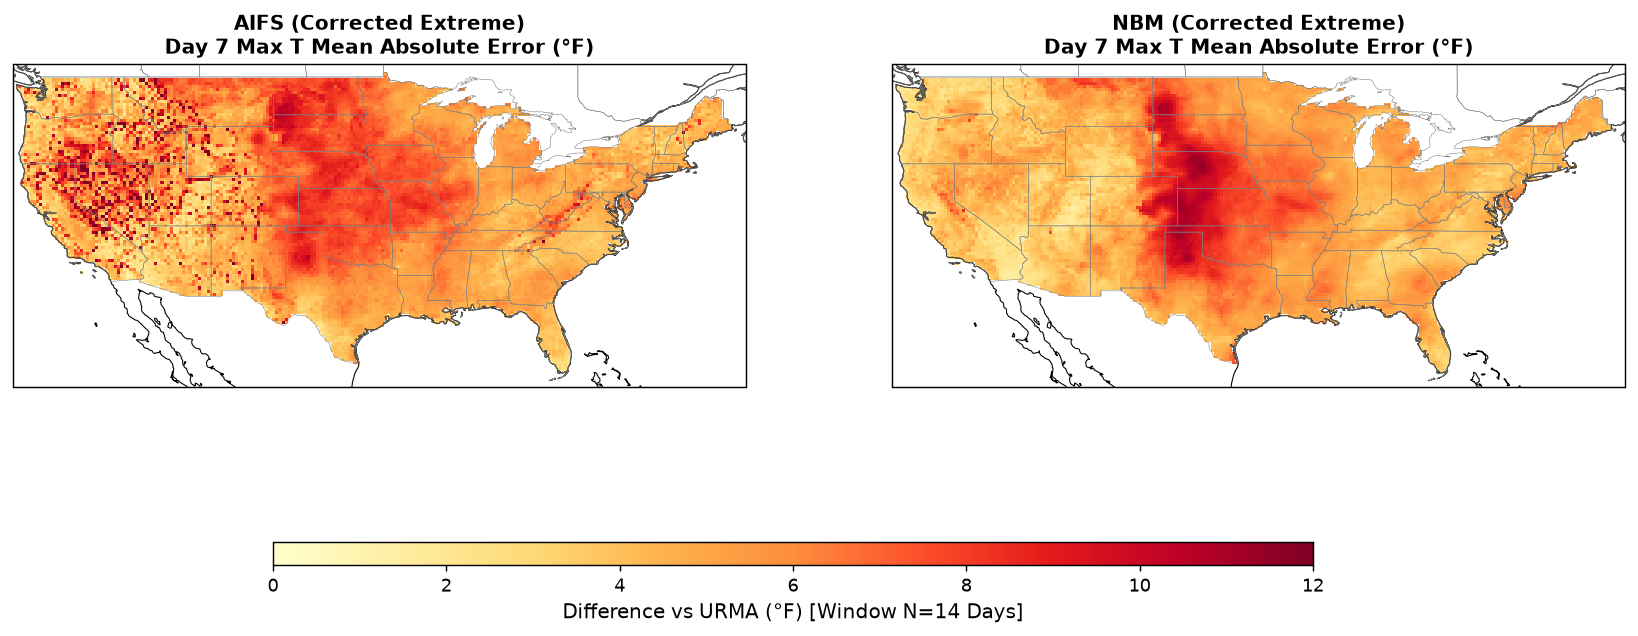 AIFS (Corrected Extreme)
Day 7 Max T Mean Absolute Error (°F)
NBM (Corrected Extreme)
Day 7 Max T Mean Absolute Error (°F)
0 2 4 6 8 10 12
Difference vs URMA (°F) [Window N=14 Days]